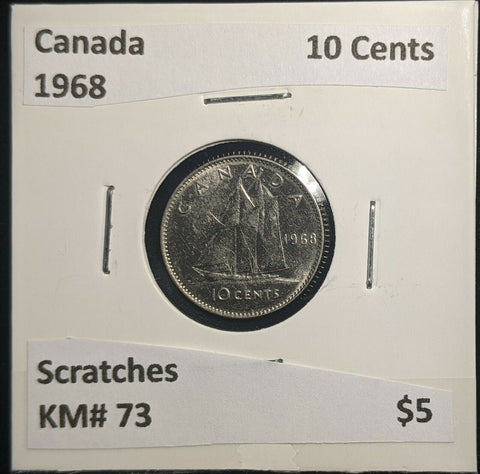 Canada 10 Cents
1968
CANADA
1968
10 CENTS
Scratches
KM# 73 $5